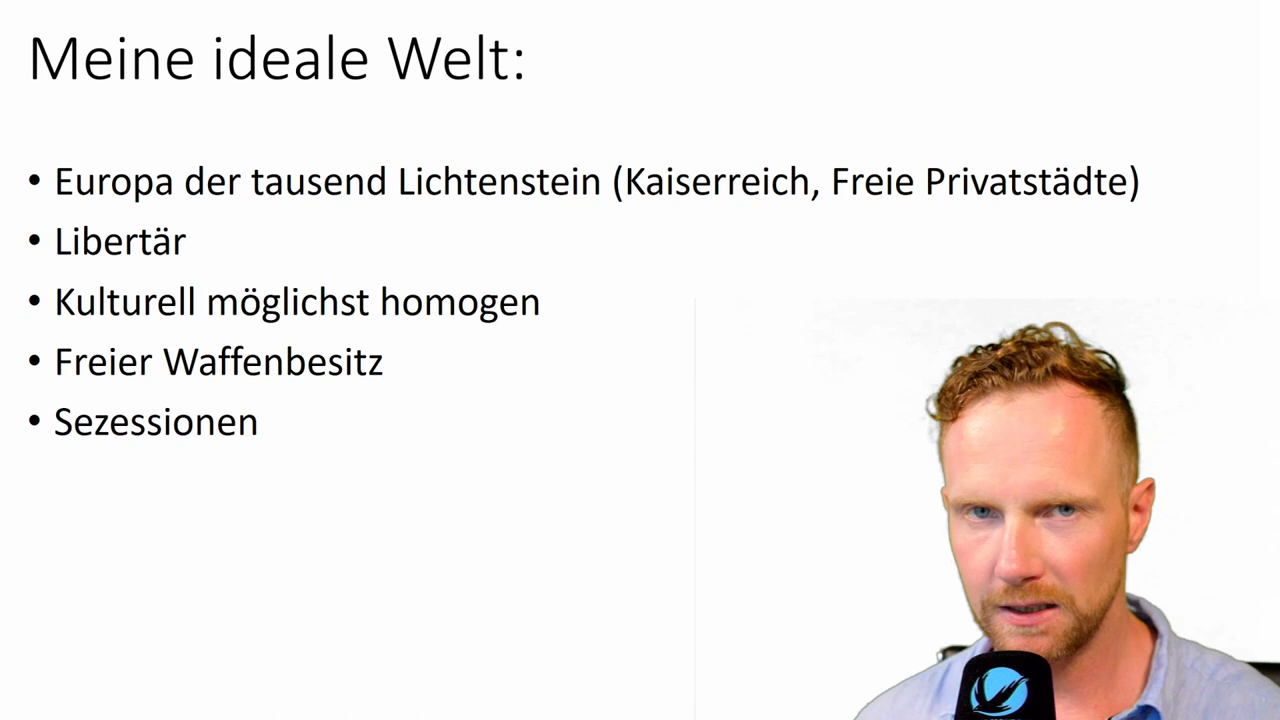 Meine ideale Welt:
• Europa der tausend Lichtenstein (Kaiserreich, Freie Privatstädte)
• Libertär
• Kulturell möglichst homogen
• Freier Waffenbesitz
• Sezessionen